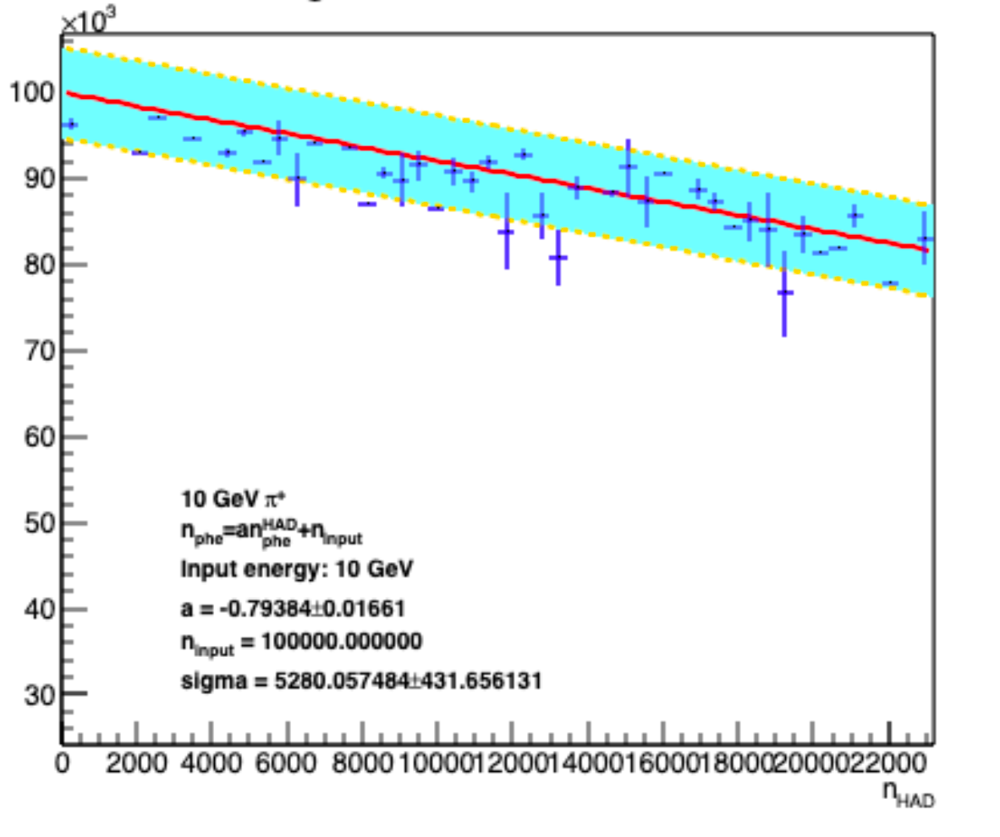 ×10³
100
90
80
70
60
50
40
30
10 GeV π⁺
n_phe=an_phe^HAD+n_input
Input energy: 10 GeV
a = -0.79384±0.01661
n_input = 100000.000000
sigma = 5280.057484±431.656131
0 2000 4000 6000 8000 10000 12000 14000 16000 18000 20000 22000
n_HAD